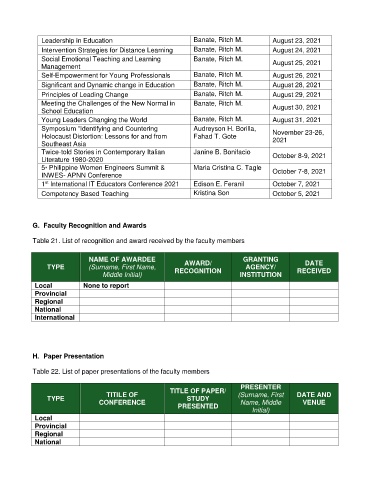 Leadership in Education Banate, Ritch M. August 23, 2021
Intervention Strategies for Distance Learning Banate, Ritch M. August 24, 2021
Social Emotional Teaching and Learning Banate, Ritch M. August 25, 2021
Management
Self-Empowerment for Young Professionals Banate, Ritch M. August 26, 2021
Significant and Dynamic change in Education Banate, Ritch M. August 28, 2021
Principles of Leading Change Banate, Ritch M. August 29, 2021
Meeting the Challenges of the New Normal in Banate, Ritch M. August 30, 2021
School Education
Young Leaders Changing the World Banate, Ritch M. August 31, 2021
Symposium "Identifying and Countering Audreyson H. Borilla, November 23-26,
Holocaust Distortion: Lessons for and from Fahad T. Gote 2021
Southeast Asia
Twice-told Stories in Contemporary Italian Janine B. Bonifacio October 8-9, 2021
Literature 1980-2020
5th Philippine Women Engineers Summit & Maria Cristina C. Tagle October 7-8, 2021
INWES- APNN Conference
1st International IT Educators Conference 2021 Edison E. Feranil October 7, 2021
Competency Based Teaching Kristina Son October 5, 2021
G. Faculty Recognition and Awards
Table 21. List of recognition and award received by the faculty members
TYPE NAME OF AWARDEE (Surname, First Name, Middle Initial) AWARD/ RECOGNITION GRANTING AGENCY/ INSTITUTION DATE RECEIVED
Local None to report
Provincial
Regional
National
International
H. Paper Presentation
Table 22. List of paper presentations of the faculty members
TYPE TITILE OF CONFERENCE TITLE OF PAPER/ STUDY PRESENTED PRESENTER (Surname, First Name, Middle Initial) DATE AND VENUE
Local
Provincial
Regional
National